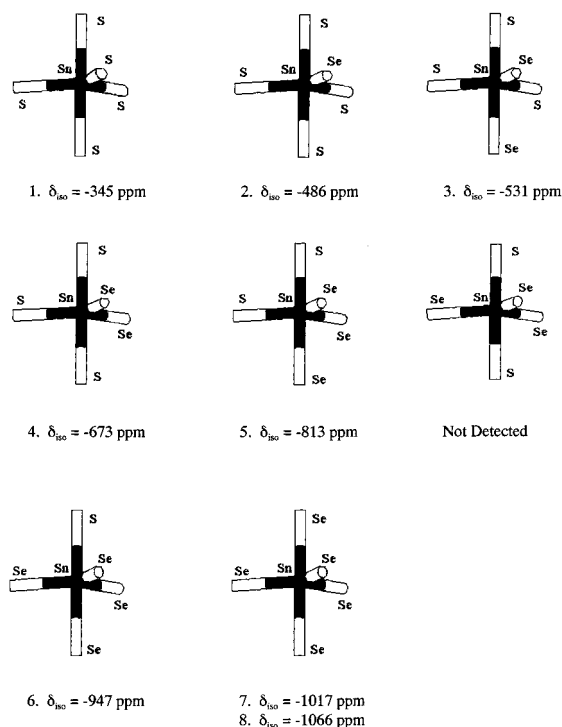 S
Sn
S
S
S
S
1. δiso = -345 ppm
S
Sn
Se
S
S
S
2. δiso = -486 ppm
S
Sn
Se
S
S
Se
3. δiso = -531 ppm
S
S
Sn
Se
Se
S
4. δiso = -673 ppm
S
S
Sn
Se
Se
Se
5. δiso = -813 ppm
S
Se
Sn
Se
Se
S
Not Detected
S
Se
Sn
Se
Se
Se
6. δiso = -947 ppm
Se
Se
Sn
Se
Se
Se
7. δiso = -1017 ppm
8. δiso = -1066 ppm